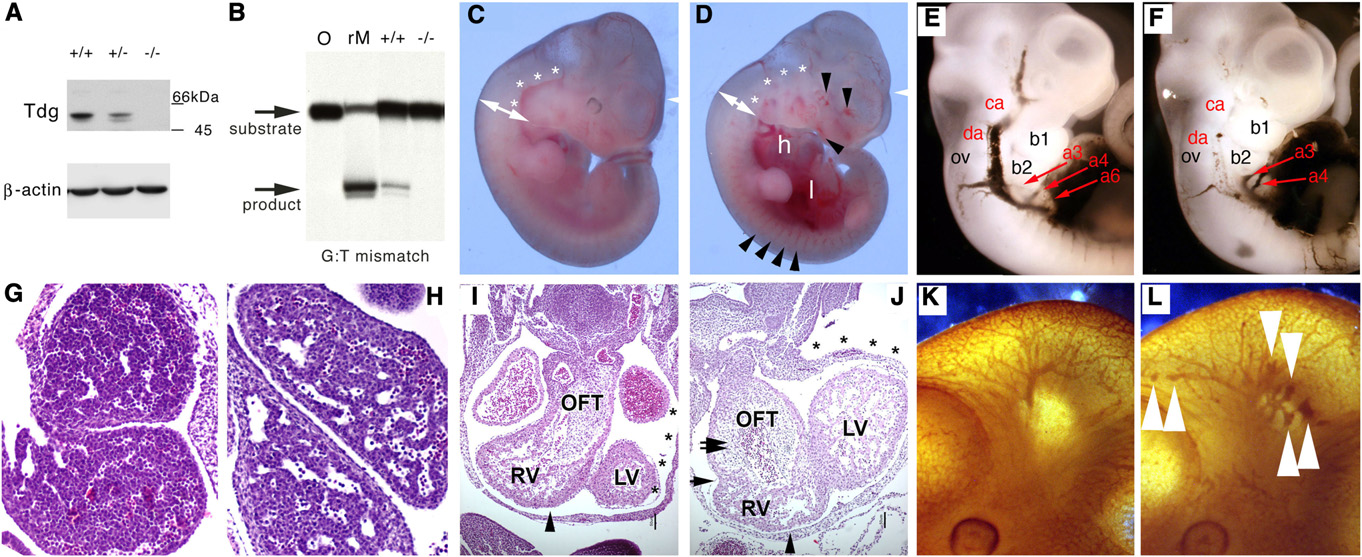 A
+/+ +/- -/-
Tdg
66kDa
45
β-actin
B
O rM +/+ -/-
substrate
product
G:T mismatch
C
D
h
l
E
ca
da
ov
b1
b2
a3
a4
a6
F
ca
da
ov
b1
b2
a3
a4
G
H
I
OFT
RV
LV
* * * *
J
* * * *
OFT
LV
RV
K
L